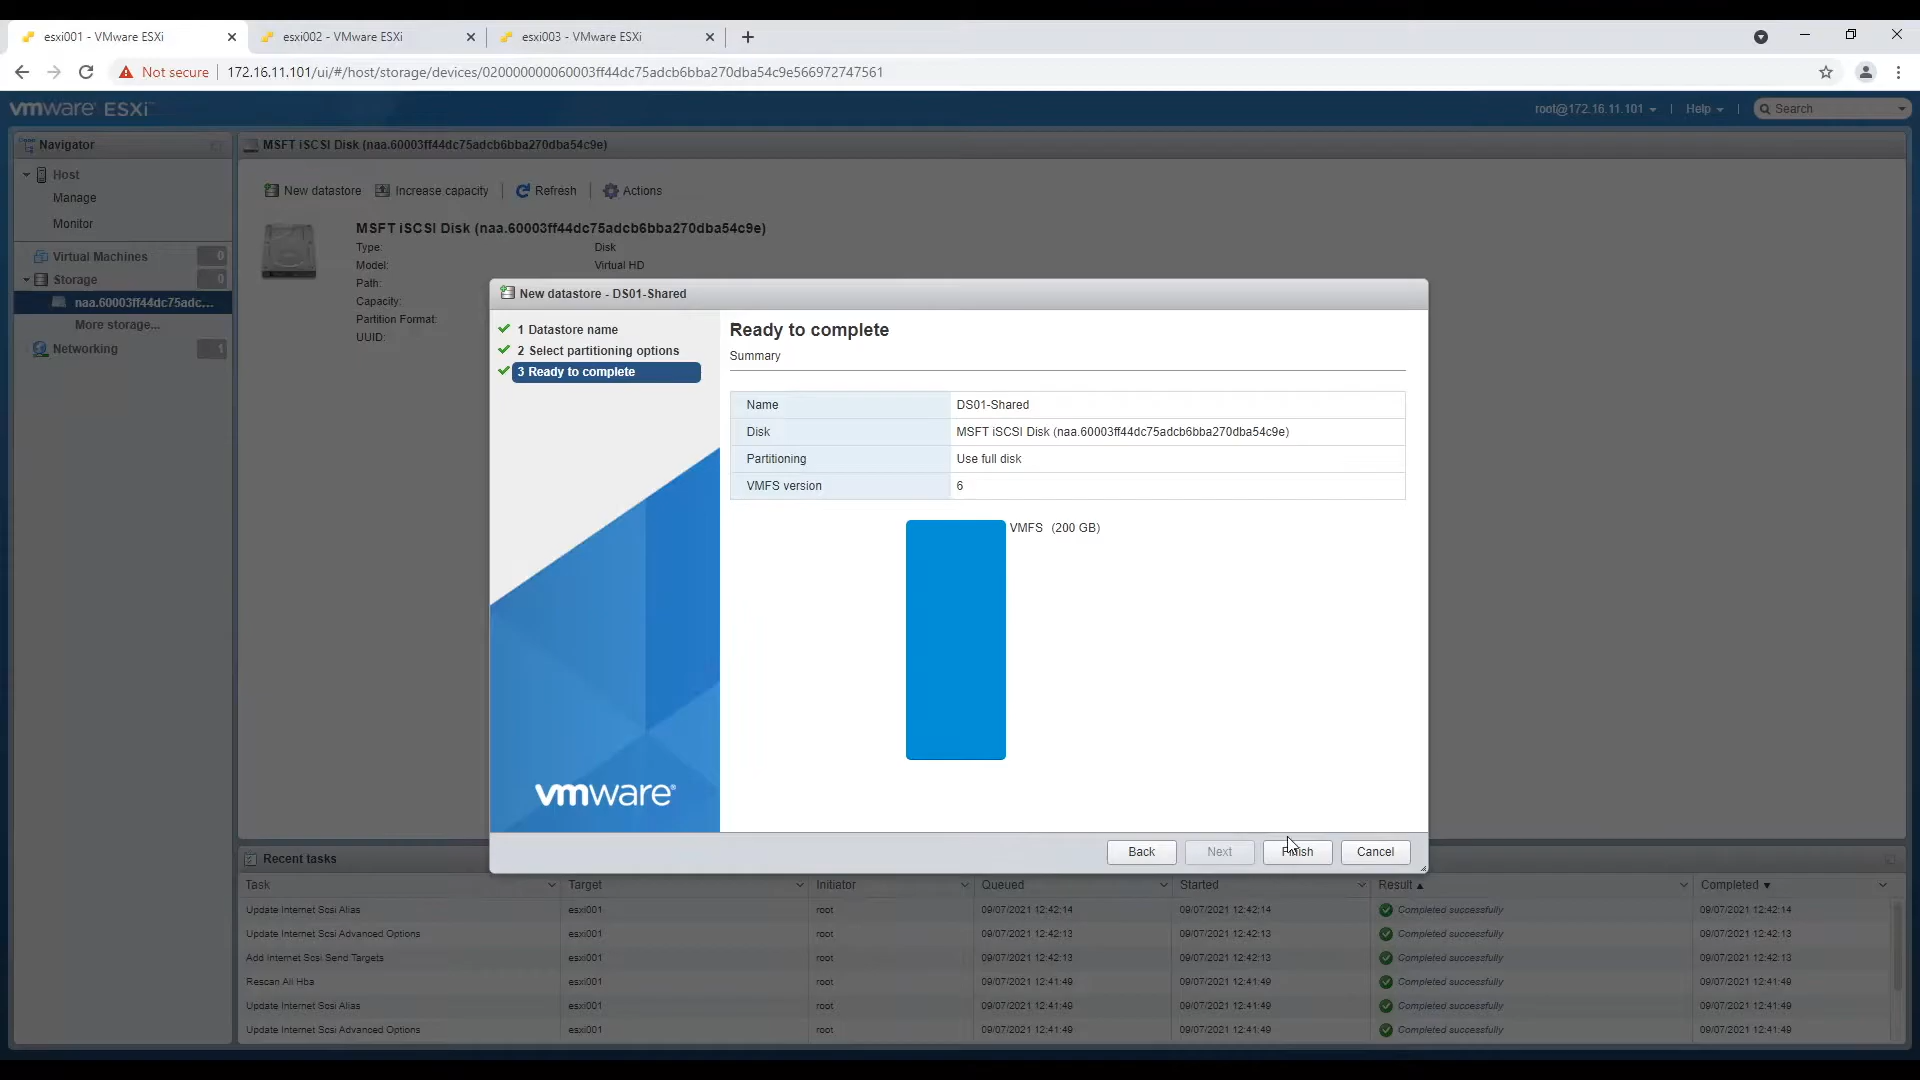 esxi001 - VMware ESXi
esxi002 - VMware ESXi
esxi003 - VMware ESXi
Not secure
172.16.11.101/ui/#/host/storage/devices/020000000060003ff44dc75adcb6bba270dba54c9e566972747561
vmware ESXi
root@172.16.11.101
Help
Search
Navigator
MSFT iSCSI Disk (naa.60003ff44dc75adcb6bba270dba54c9e)
Host
Manage
Monitor
Virtual Machines 0
Storage 0
naa.60003ff44dc75adc...
More storage...
Networking 1
New datastore
Increase capacity
Refresh
Actions
MSFT iSCSI Disk (naa.60003ff44dc75adcb6bba270dba54c9e)
Type: Disk
Model: Virtual HD
Path:
Capacity:
Partition Format:
UUID:
New datastore - DS01-Shared
1 Datastore name
2 Select partitioning options
3 Ready to complete
vmware®
Ready to complete
Summary
Name DS01-Shared
Disk MSFT iSCSI Disk (naa.60003ff44dc75adcb6bba270dba54c9e)
Partitioning Use full disk
VMFS version 6
VMFS (200 GB)
Back
Next
Finish
Cancel
Recent tasks
Task Target Initiator Queued Started Result Completed
Update Internet Scsi Alias esxi001 root 09/07/2021 12:42:14 09/07/2021 12:42:14 Completed successfully 09/07/2021 12:42:14
Update Internet Scsi Advanced Options esxi001 root 09/07/2021 12:42:13 09/07/2021 12:42:13 Completed successfully 09/07/2021 12:42:13
Add Internet Scsi Send Targets esxi001 root 09/07/2021 12:42:13 09/07/2021 12:42:13 Completed successfully 09/07/2021 12:42:13
Rescan All Hba esxi001 root 09/07/2021 12:41:49 09/07/2021 12:41:49 Completed successfully 09/07/2021 12:41:49
Update Internet Scsi Alias esxi001 root 09/07/2021 12:41:49 09/07/2021 12:41:49 Completed successfully 09/07/2021 12:41:49
Update Internet Scsi Advanced Options esxi001 root 09/07/2021 12:41:49 09/07/2021 12:41:49 Completed successfully 09/07/2021 12:41:49